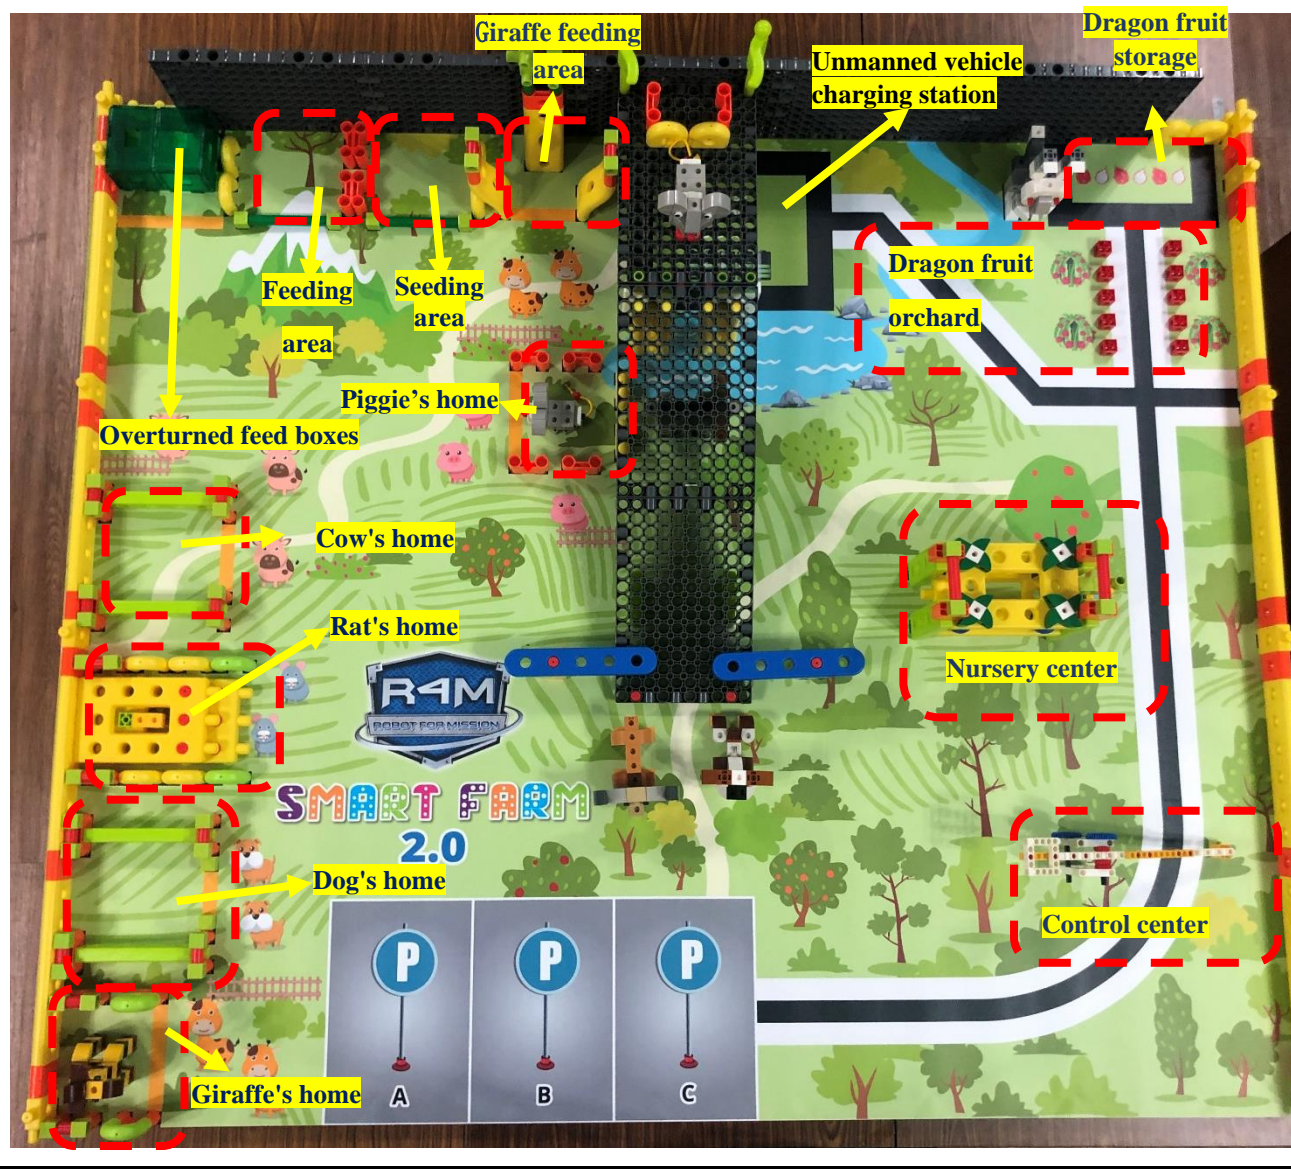 Giraffe feeding
area
Dragon fruit
storage
Unmanned vehicle
charging station
Feeding
area
Seeding
area
Dragon fruit
orchard
Piggie’s home
Overturned feed boxes
Cow's home
Rat's home
Nursery center
R4M
ROBOT FOR MISSION
SMART FARM
2.0
Dog's home
Control center
Giraffe's home
P
P
P
A
B
C